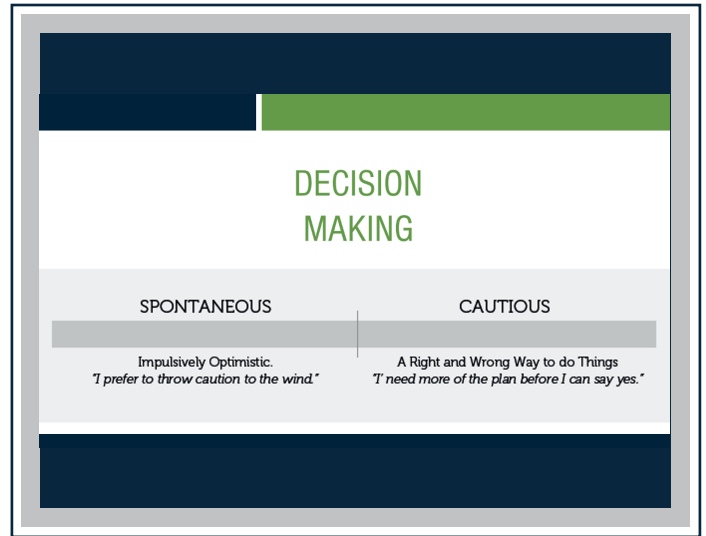 DECISION
MAKING
SPONTANEOUS
CAUTIOUS
Impulsively Optimistic.
"I prefer to throw caution to the wind."
A Right and Wrong Way to do Things
"I' need more of the plan before I can say yes."